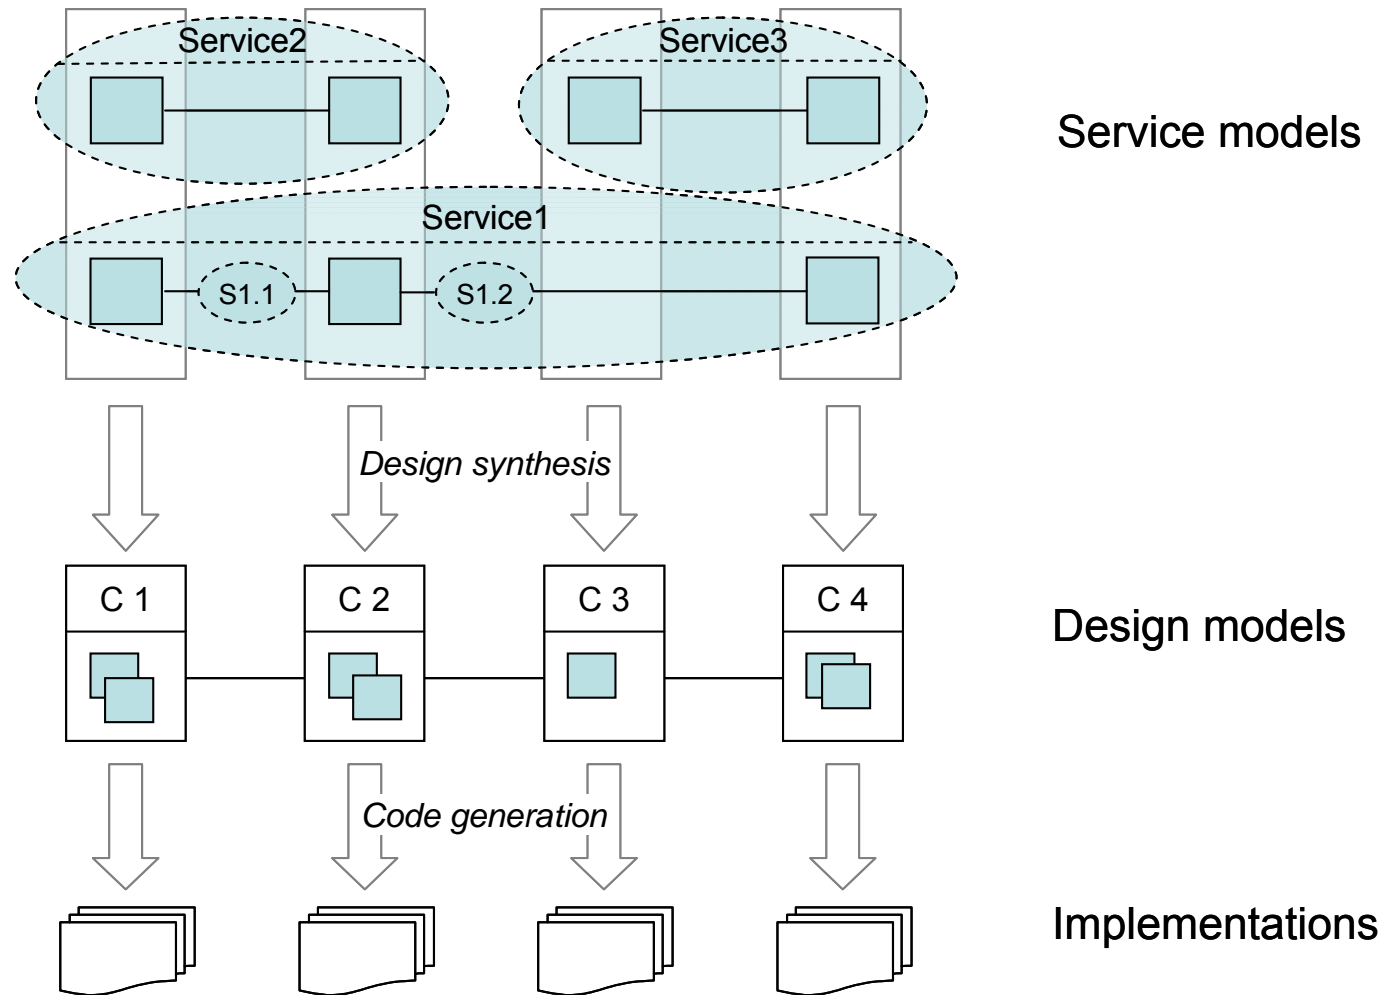 Service2
Service3
Service models
Service1
S1.1
S1.2
Design synthesis
C 1
C 2
C 3
C 4
Design models
Code generation
Implementations